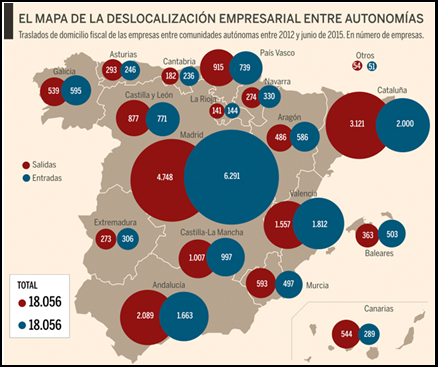 EL MAPA DE LA DESLOCALIZACIÓN EMPRESARIAL ENTRE AUTONOMÍAS
Traslados de domicilio fiscal de las empresas entre comunidades autónomas entre 2012 y junio de 2015. En número de empresas.
Asturias
293 246
Cantabria
182 236
País Vasco
915 739
Otros
54 51
Galicia
539 595
Navarra
274 330
Cataluña
3.121 2.000
Castilla y León
877 771
La Rioja
141 144
Aragón
486 586
Madrid
4.748 6.291
Salidas
Entradas
Valencia
1.557 1.812
Extremadura
273 306
Castilla-La Mancha
1.007 997
363 503
Baleares
593 497
Murcia
TOTAL
18.056
18.056
Andalucía
2.089 1.663
Canarias
544 289